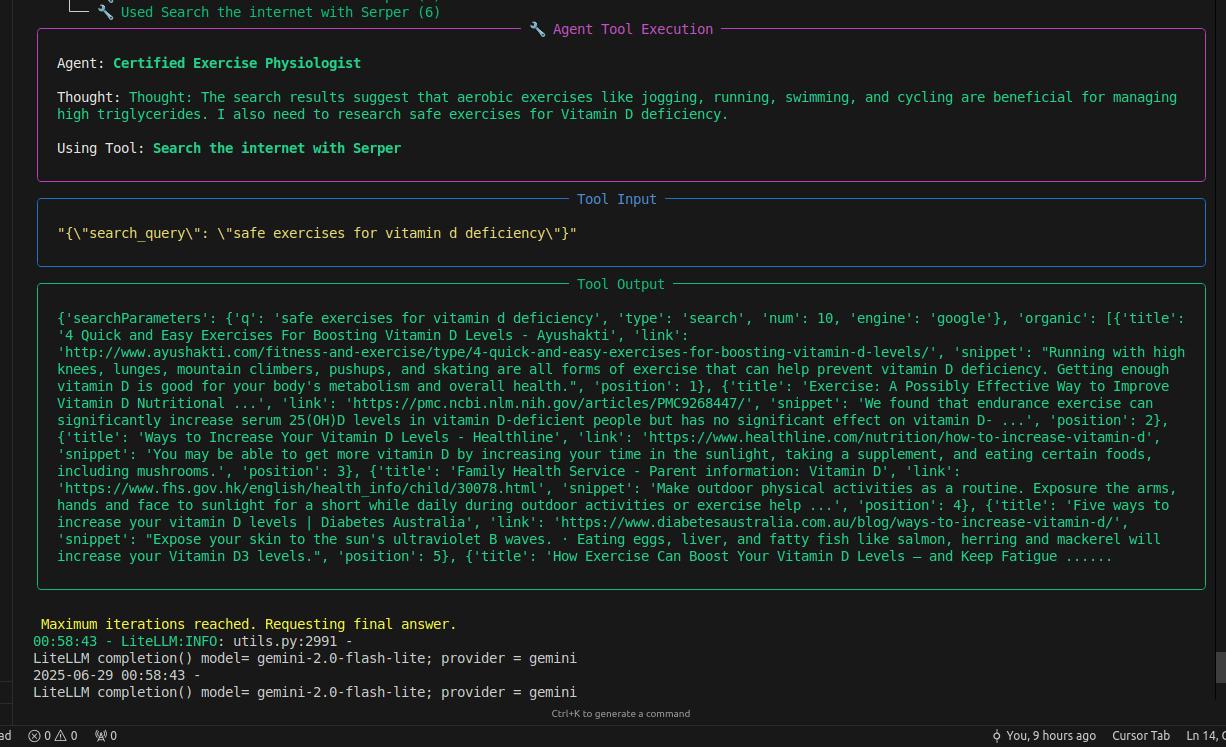 Used Search the internet with Serper (6)
Agent Tool Execution
Agent: Certified Exercise Physiologist
Thought: Thought: The search results suggest that aerobic exercises like jogging, running, swimming, and cycling are beneficial for managing
high triglycerides. I also need to research safe exercises for Vitamin D deficiency.
Using Tool: Search the internet with Serper
Tool Input
"{\"search_query\": \"safe exercises for vitamin d deficiency\"}"
Tool Output
{'searchParameters': {'q': 'safe exercises for vitamin d deficiency', 'type': 'search', 'num': 10, 'engine': 'google'}, 'organic': [{'title':
'4 Quick and Easy Exercises For Boosting Vitamin D Levels - Ayushakti', 'link':
'http://www.ayushakti.com/fitness-and-exercise/type/4-quick-and-easy-exercises-for-boosting-vitamin-d-levels/', 'snippet': "Running with high
knees, lunges, mountain climbers, pushups, and skating are all forms of exercise that can help prevent vitamin D deficiency. Getting enough
vitamin D is good for your body's metabolism and overall health.", 'position': 1}, {'title': 'Exercise: A Possibly Effective Way to Improve
Vitamin D Nutritional ...', 'link': 'https://pmc.ncbi.nlm.nih.gov/articles/PMC9268447/', 'snippet': 'We found that endurance exercise can
significantly increase serum 25(OH)D levels in vitamin D-deficient people but has no significant effect on vitamin D- ...', 'position': 2},
{'title': 'Ways to Increase Your Vitamin D Levels - Healthline', 'link': 'https://www.healthline.com/nutrition/how-to-increase-vitamin-d',
'snippet': 'You may be able to get more vitamin D by increasing your time in the sunlight, taking a supplement, and eating certain foods,
including mushrooms.', 'position': 3}, {'title': 'Family Health Service - Parent information: Vitamin D', 'link':
'https://www.fhs.gov.hk/english/health_info/child/30078.html', 'snippet': 'Make outdoor physical activities as a routine. Exposure the arms,
hands and face to sunlight for a short while daily during outdoor activities or exercise help ...', 'position': 4}, {'title': 'Five ways to
increase your vitamin D levels | Diabetes Australia', 'link': 'https://www.diabetesaustralia.com.au/blog/ways-to-increase-vitamin-d/',
'snippet': "Expose your skin to the sun's ultraviolet B waves. · Eating eggs, liver, and fatty fish like salmon, herring and mackerel will
increase your Vitamin D3 levels.", 'position': 5}, {'title': 'How Exercise Can Boost Your Vitamin D Levels — and Keep Fatigue ......
Maximum iterations reached. Requesting final answer.
00:58:43 - LiteLLM:INFO: utils.py:2991 -
LiteLLM completion() model= gemini-2.0-flash-lite; provider = gemini
2025-06-29 00:58:43 -
LiteLLM completion() model= gemini-2.0-flash-lite; provider = gemini
Ctrl+K to generate a command
ad 0 0 0 You, 9 hours ago Cursor Tab Ln 14,